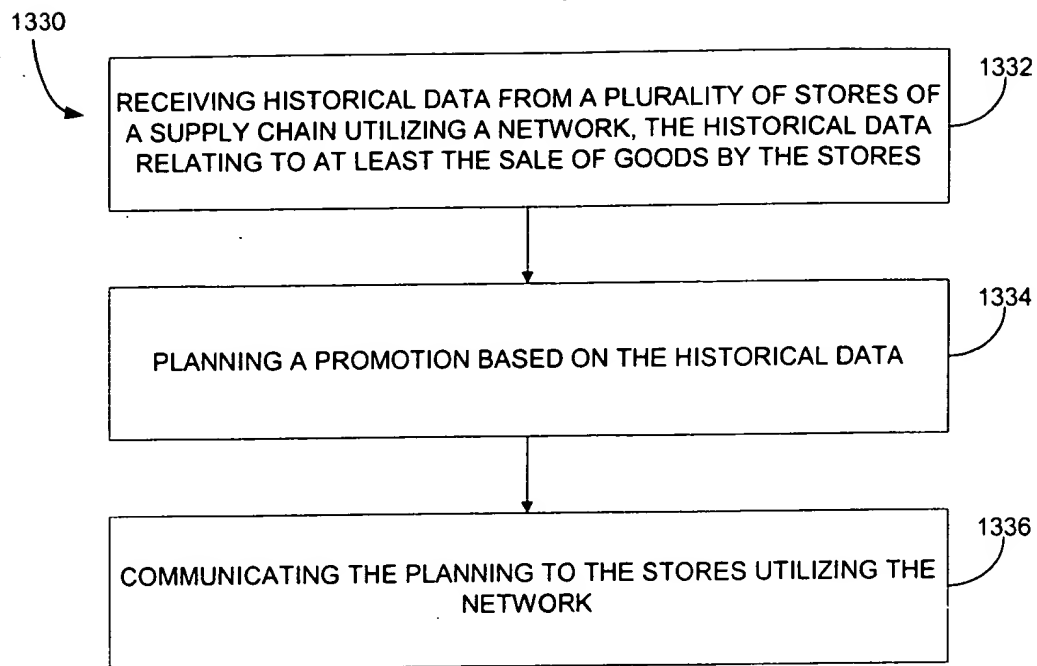 1330
1332
RECEIVING HISTORICAL DATA FROM A PLURALITY OF STORES OF
A SUPPLY CHAIN UTILIZING A NETWORK, THE HISTORICAL DATA
RELATING TO AT LEAST THE SALE OF GOODS BY THE STORES
1334
PLANNING A PROMOTION BASED ON THE HISTORICAL DATA
1336
COMMUNICATING THE PLANNING TO THE STORES UTILIZING THE
NETWORK